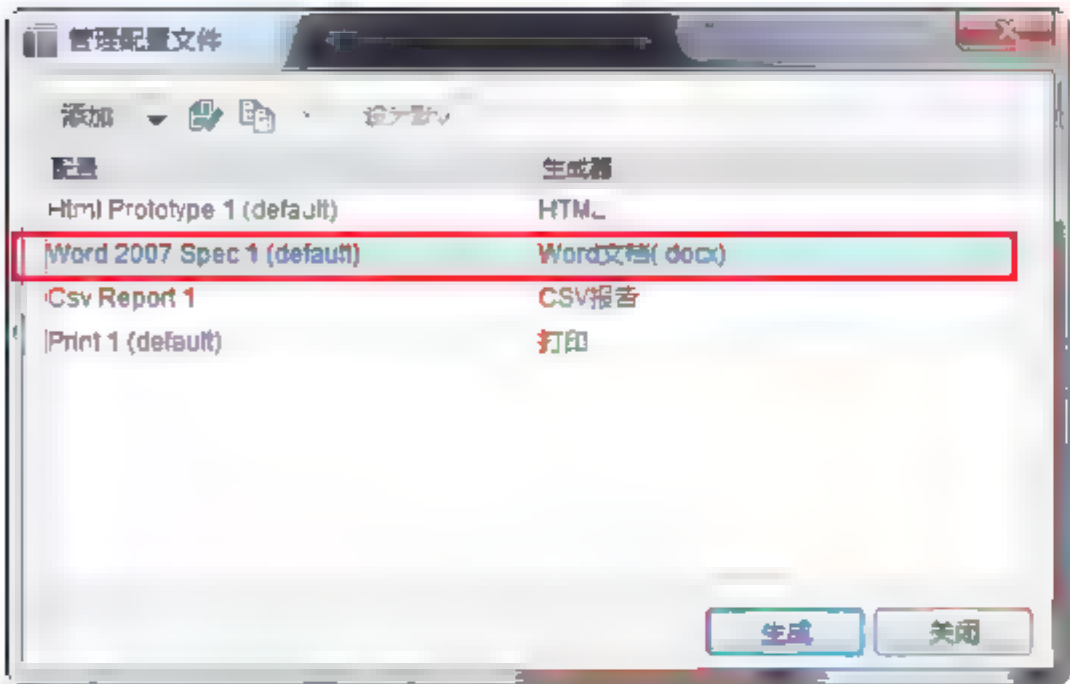 管理配置文件
添加
配置 生成器
Html Prototype 1 (default) HTML
Word 2007 Spec 1 (default) Word文档(.docx)
Csv Report 1 CSV报告
Print 1 (default) 打印
生成 关闭